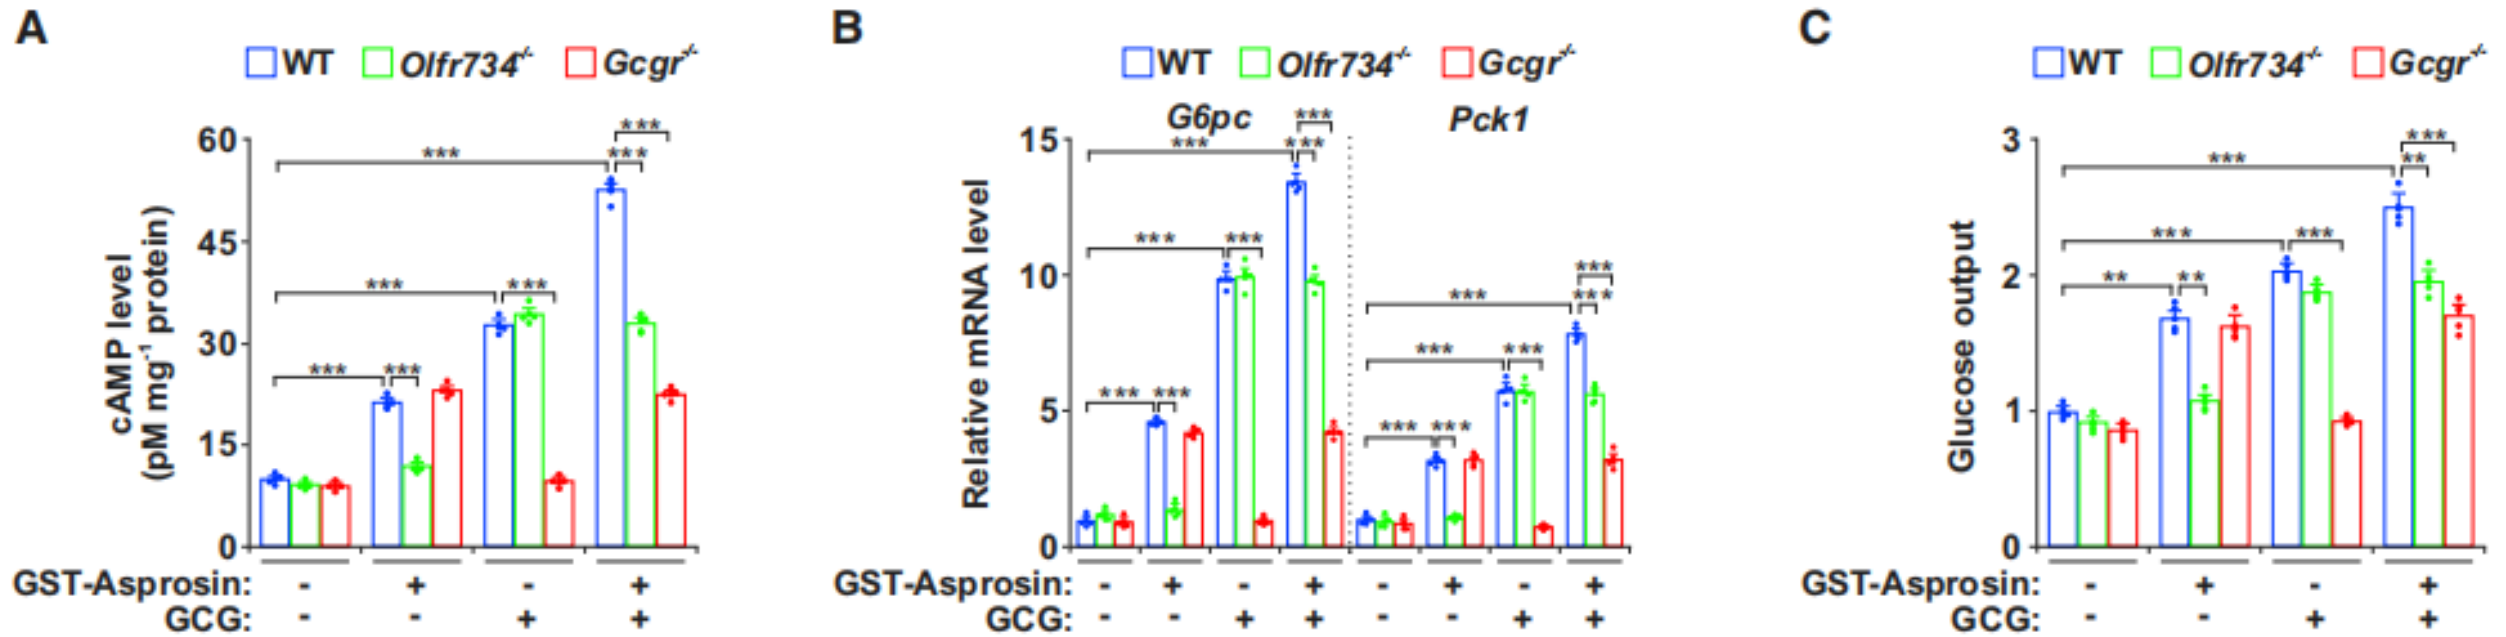 A
WT Olfr734-/- Gcgr-/-
60
45
30
15
0
cAMP level
(pM mg-1 protein)
***
***
***
***
***
***
***
GST-Asprosin: - + - +
GCG: - - + +
B
WT Olfr734-/- Gcgr-/-
G6pc Pck1
15
10
5
0
Relative mRNA level
***
*** ***
*** ***
*** ***
***
*** ***
*** ***
*** ***
GST-Asprosin: - + - + - + - +
GCG: - - + + - - + +
C
WT Olfr734-/- Gcgr-/-
3
2
1
0
Glucose output
***
*** **
*** ***
** **
GST-Asprosin: - + - +
GCG: - - + +